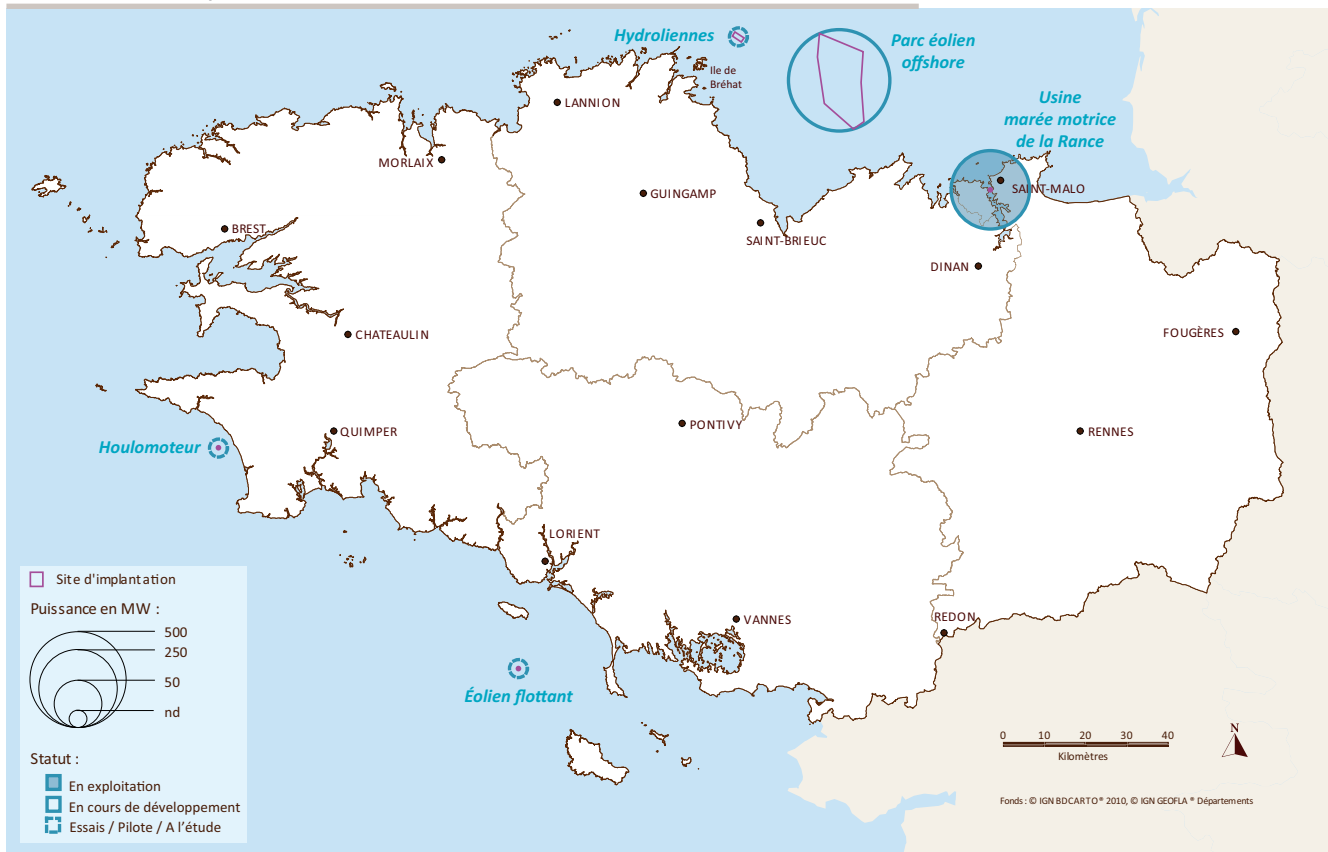 Hydroliennes
Ile de
Bréhat
Parc éolien
offshore
Usine
marée motrice
de la Rance
LANNION
MORLAIX
GUINGAMP
SAINT-MALO
BREST
SAINT-BRIEUC
DINAN
CHATEAULIN
FOUGÈRES
Houlomoteur
QUIMPER
PONTIVY
RENNES
LORIENT
VANNES
REDON
Éolien flottant
Site d'implantation
Puissance en MW :
500
250
50
nd
Statut :
En exploitation
En cours de développement
Essais / Pilote / A l'étude
0 10 20 30 40
Kilomètres
N
Fonds : © IGN BDCARTO® 2010, © IGN GEOFLA ® Départements